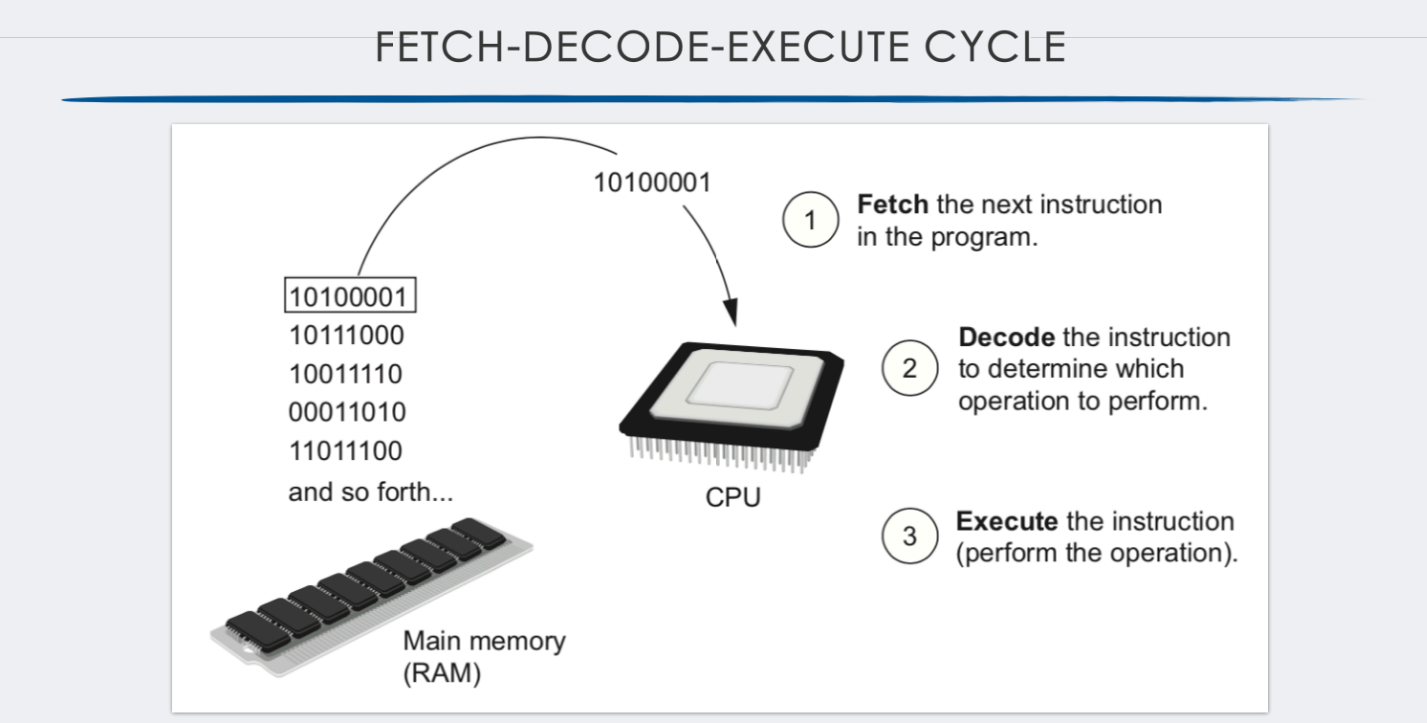 FETCH-DECODE-EXECUTE CYCLE
10100001
10100001
10111000
10011110
00011010
11011100
and so forth...
Main memory
(RAM)
CPU
1
Fetch the next instruction
in the program.
2
Decode the instruction
to determine which
operation to perform.
3
Execute the instruction
(perform the operation).